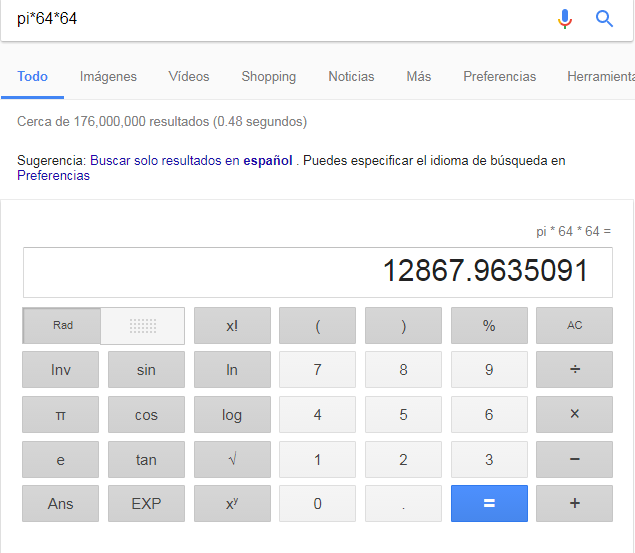 pi*64*64
Todo Imágenes Vídeos Shopping Noticias Más Preferencias Herramienta
Cerca de 176,000,000 resultados (0.48 segundos)
Sugerencia: Buscar solo resultados en español . Puedes especificar el idioma de búsqueda en
Preferencias
pi * 64 * 64 =
12867.9635091
Rad x! ( ) % AC
Inv sin ln 7 8 9 ÷
π cos log 4 5 6 ×
e tan √ 1 2 3 −
Ans EXP xʸ 0 . = +